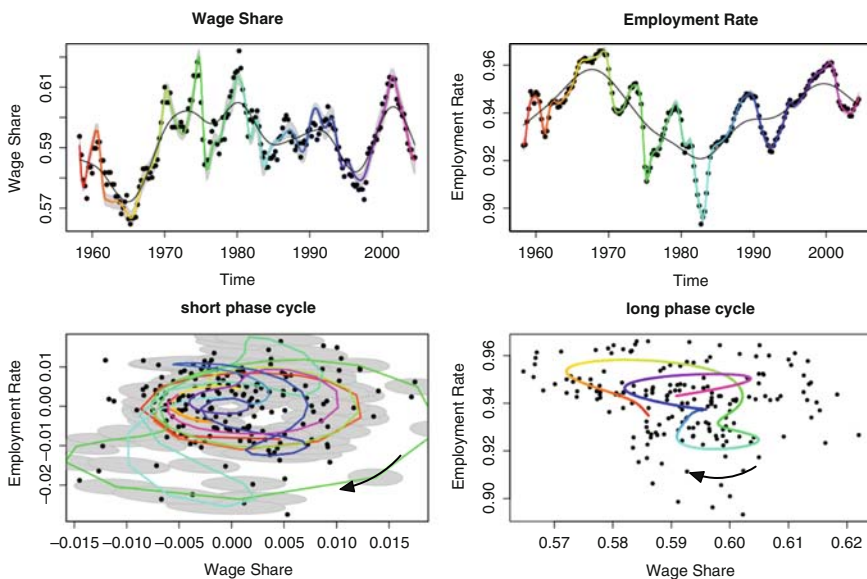 Wage Share
Employment Rate
Wage Share
0.57 0.59 0.61
1960 1970 1980 1990 2000
Time
Employment Rate
0.90 0.92 0.94 0.96
1960 1970 1980 1990 2000
Time
short phase cycle
long phase cycle
Employment Rate
−0.02 −0.01 0.00 0.01
−0.015 −0.010 −0.005 0.000 0.005 0.010 0.015
Wage Share
Employment Rate
0.90 0.92 0.94 0.96
0.57 0.58 0.59 0.60 0.61 0.62
Wage Share